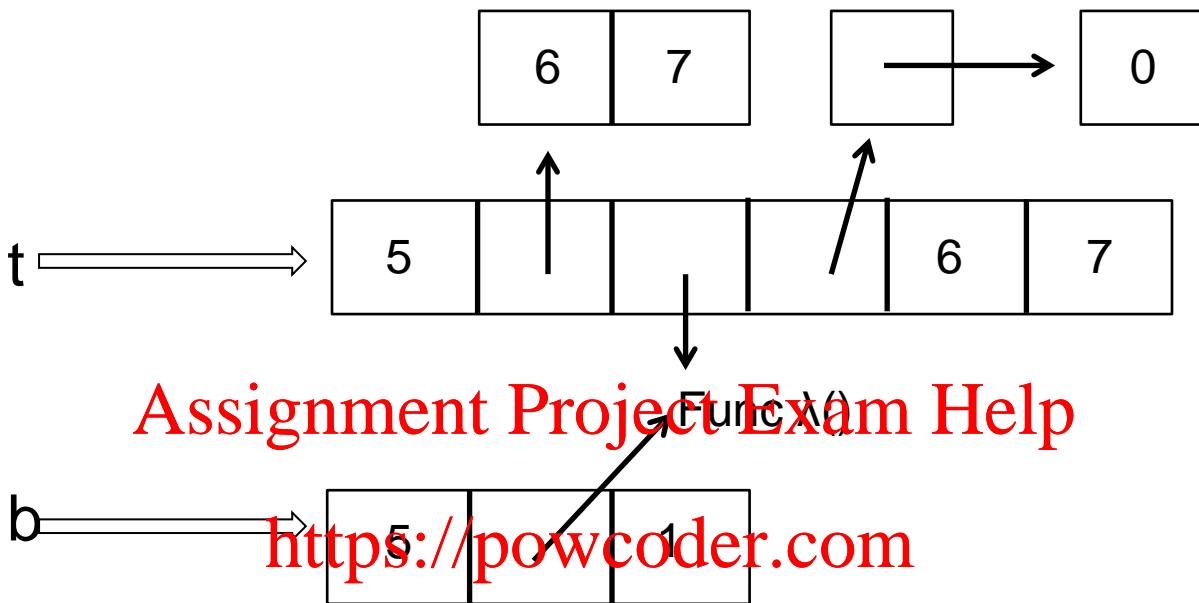 6 7 0
t 5 6 7
Func λ()
Assignment Project Exam Help
b 5 1
https://powcoder.com